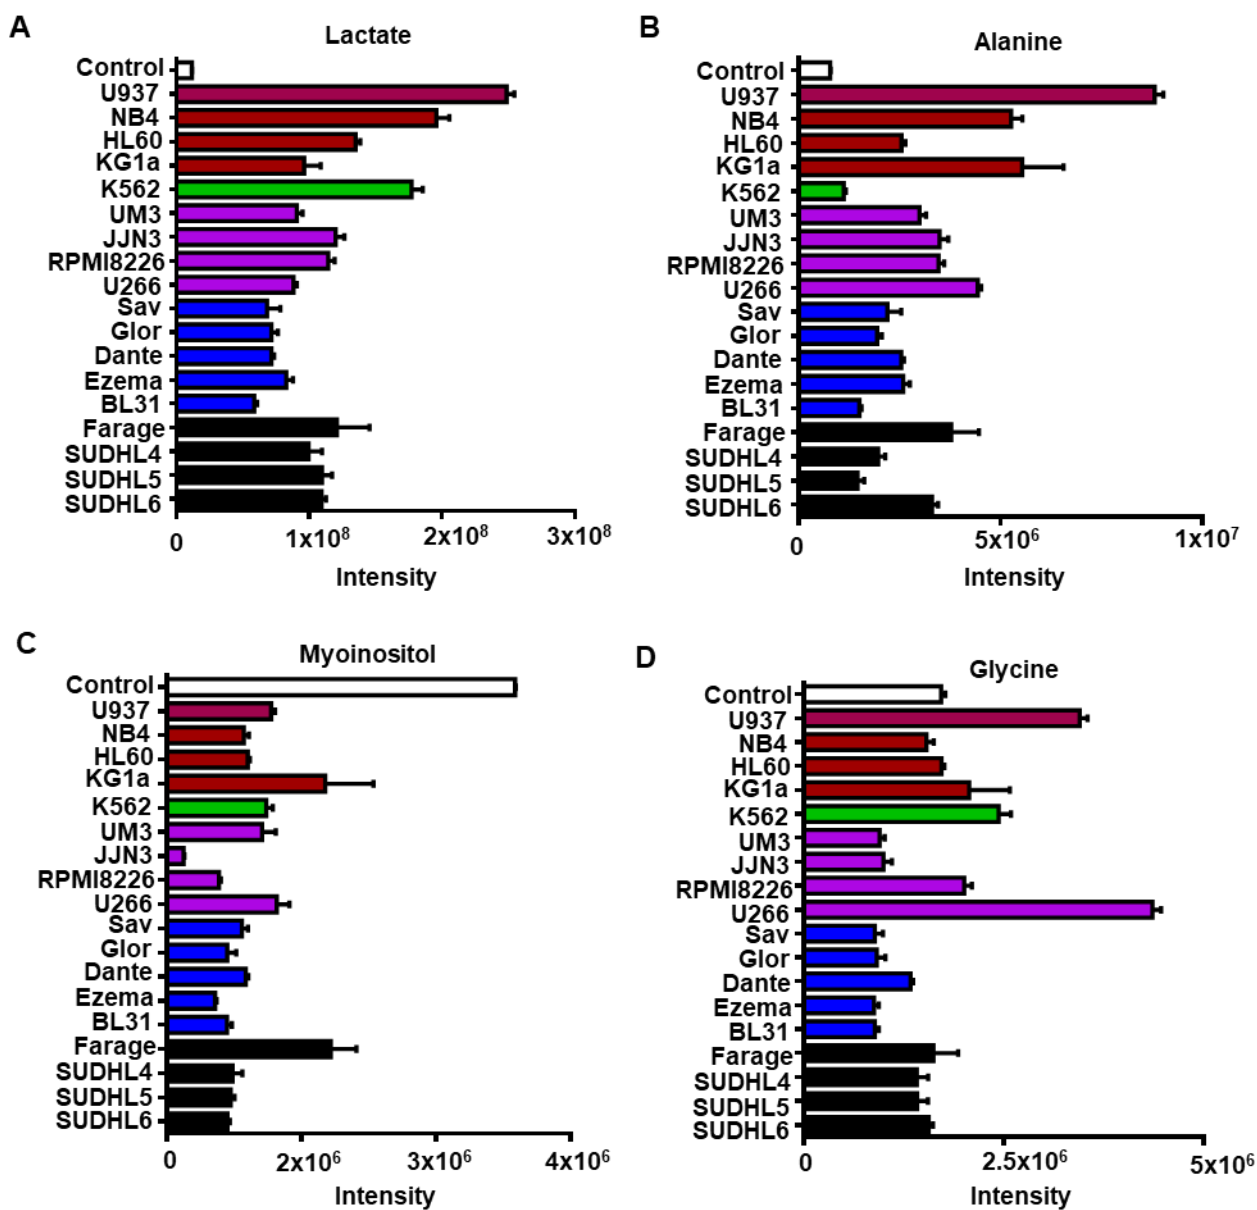 A
Lactate
Control
U937
NB4
HL60
KG1a
K562
UM3
JJN3
RPMI8226
U266
Sav
Glor
Dante
Ezema
BL31
Farage
SUDHL4
SUDHL5
SUDHL6
0 1x10⁸ 2x10⁸ 3x10⁸
Intensity
B
Alanine
Control
U937
NB4
HL60
KG1a
K562
UM3
JJN3
RPMI8226
U266
Sav
Glor
Dante
Ezema
BL31
Farage
SUDHL4
SUDHL5
SUDHL6
0 5x10⁶ 1x10⁷
Intensity
C
Myoinositol
Control
U937
NB4
HL60
KG1a
K562
UM3
JJN3
RPMI8226
U266
Sav
Glor
Dante
Ezema
BL31
Farage
SUDHL4
SUDHL5
SUDHL6
0 2x10⁶ 3x10⁶ 4x10⁶
Intensity
D
Glycine
Control
U937
NB4
HL60
KG1a
K562
UM3
JJN3
RPMI8226
U266
Sav
Glor
Dante
Ezema
BL31
Farage
SUDHL4
SUDHL5
SUDHL6
0 2.5x10⁶ 5x10⁶
Intensity